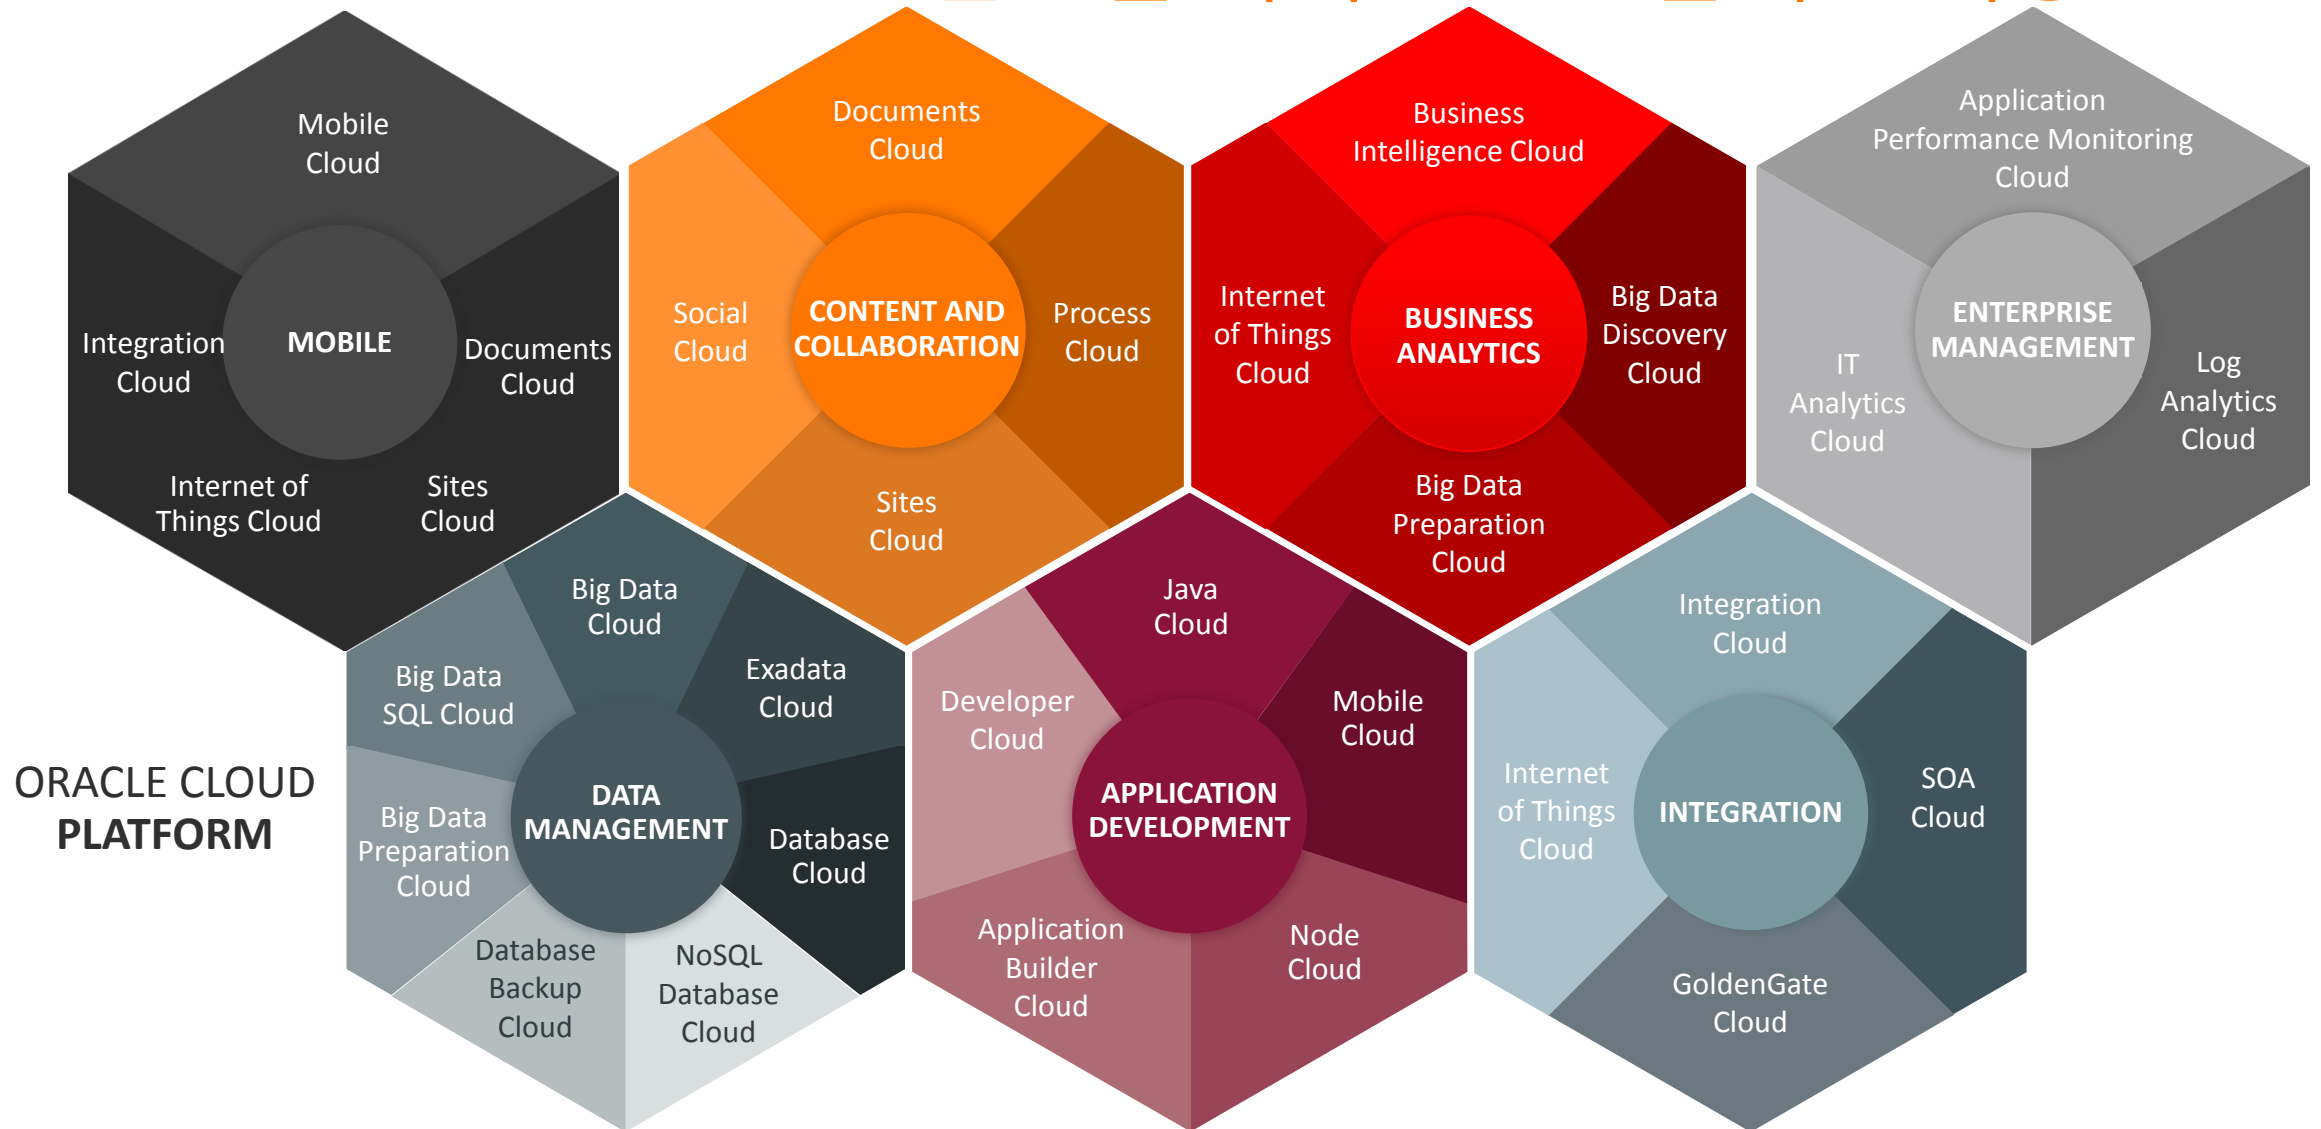 Mobile
Cloud
Integration
Cloud
MOBILE
Documents
Cloud
Internet of
Things Cloud
Sites
Cloud
Documents
Cloud
Social
Cloud
CONTENT AND
COLLABORATION
Process
Cloud
Sites
Cloud
Business
Intelligence Cloud
Internet
of Things
Cloud
BUSINESS
ANALYTICS
Big Data
Discovery
Cloud
Big Data
Preparation
Cloud
Application
Performance Monitoring
Cloud
IT
Analytics
Cloud
ENTERPRISE
MANAGEMENT
Log
Analytics
Cloud
ORACLE CLOUD
PLATFORM
Big Data
Cloud
Big Data
SQL Cloud
Exadata
Cloud
Big Data
Preparation
Cloud
DATA
MANAGEMENT
Database
Cloud
Database
Backup
Cloud
NoSQL
Database
Cloud
Java
Cloud
Developer
Cloud
Mobile
Cloud
APPLICATION
DEVELOPMENT
Application
Builder
Cloud
Node
Cloud
Integration
Cloud
Internet
of Things
Cloud
INTEGRATION
SOA
Cloud
GoldenGate
Cloud